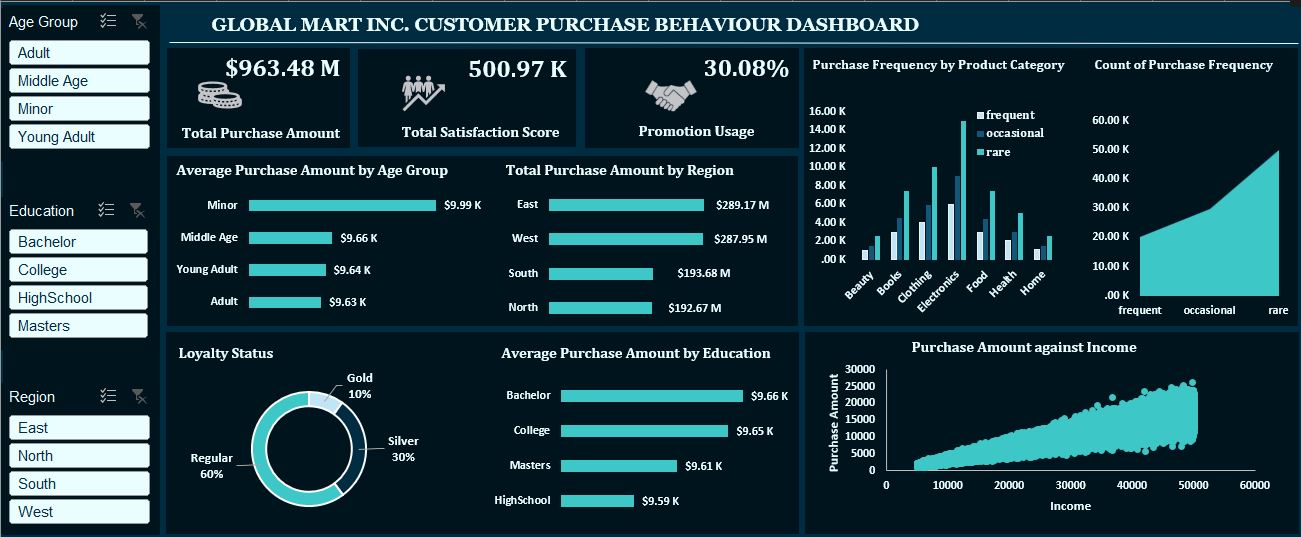 GLOBAL MART INC. CUSTOMER PURCHASE BEHAVIOUR DASHBOARD
Age Group
Adult
Middle Age
Minor
Young Adult
Education
Bachelor
College
HighSchool
Masters
Region
East
North
South
West
$963.48 M
Total Purchase Amount
500.97 K
Total Satisfaction Score
30.08%
Promotion Usage
Average Purchase Amount by Age Group
Minor $9.99 K
Middle Age $9.66 K
Young Adult $9.64 K
Adult $9.63 K
Total Purchase Amount by Region
East $289.17 M
West $287.95 M
South $193.68 M
North $192.67 M
Purchase Frequency by Product Category
frequent
occasional
rare
16.00 K
14.00 K
12.00 K
10.00 K
8.00 K
6.00 K
4.00 K
2.00 K
.00 K
Beauty Books Clothing Electronics Food Health Home
Count of Purchase Frequency
60.00 K
50.00 K
40.00 K
30.00 K
20.00 K
10.00 K
.00 K
frequent occasional rare
Loyalty Status
Gold
10%
Silver
30%
Regular
60%
Average Purchase Amount by Education
Bachelor $9.66 K
College $9.65 K
Masters $9.61 K
HighSchool $9.59 K
Purchase Amount against Income
Purchase Amount
30000
25000
20000
15000
10000
5000
0
0 10000 20000 30000 40000 50000 60000
Income